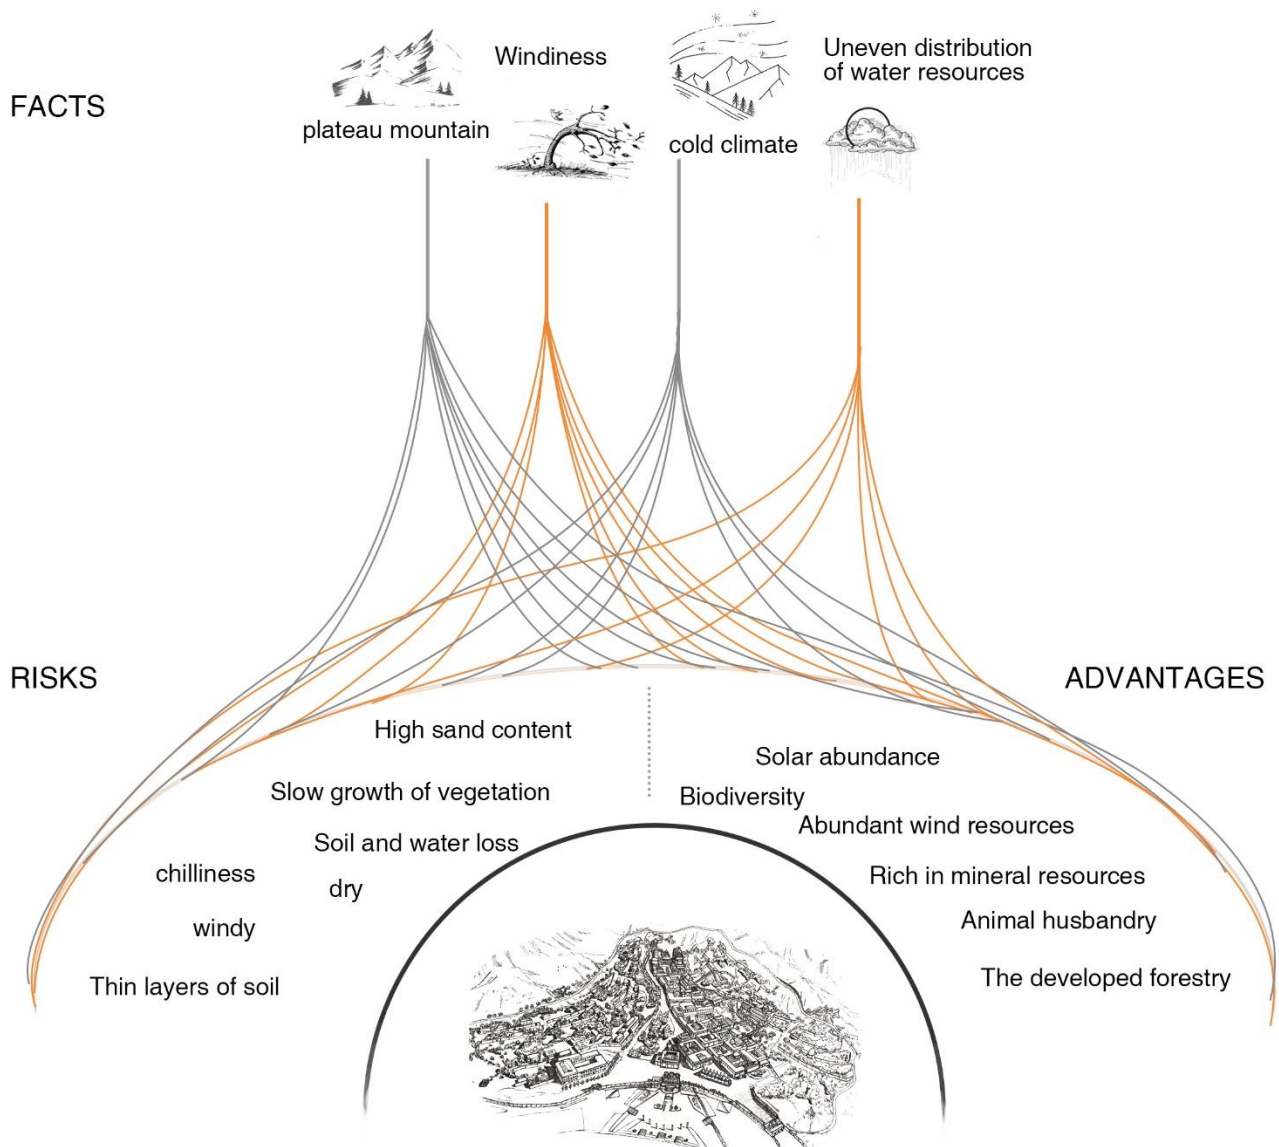 FACTS
plateau mountain
Windiness
cold climate
Uneven distribution
of water resources
RISKS
ADVANTAGES
High sand content
Slow growth of vegetation
Soil and water loss
chilliness
dry
windy
Thin layers of soil
Solar abundance
Biodiversity
Abundant wind resources
Rich in mineral resources
Animal husbandry
The developed forestry